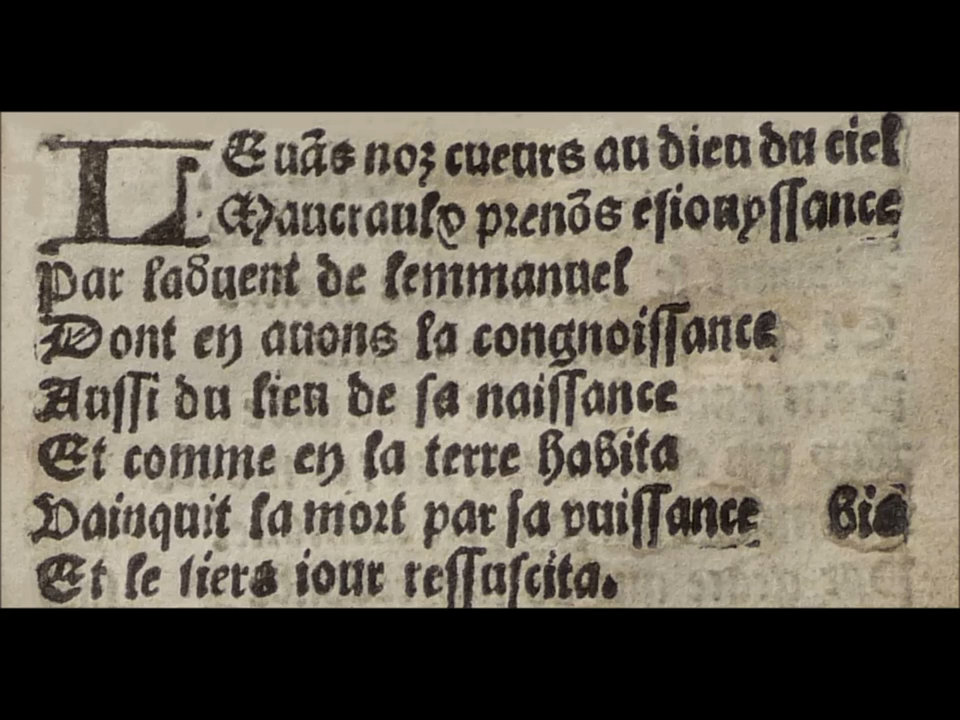 LEuãs noz cueurs au dieu du ciel
Maucraulx prenõs esiouyssance
Par laduent de lemmanuel
Dont en auons la congnoissance
Aussi du lieu de sa naissance
Et comme en la terre habita
Vainquit la mort par sa puissance bis
Et le tiers iour ressuscita.